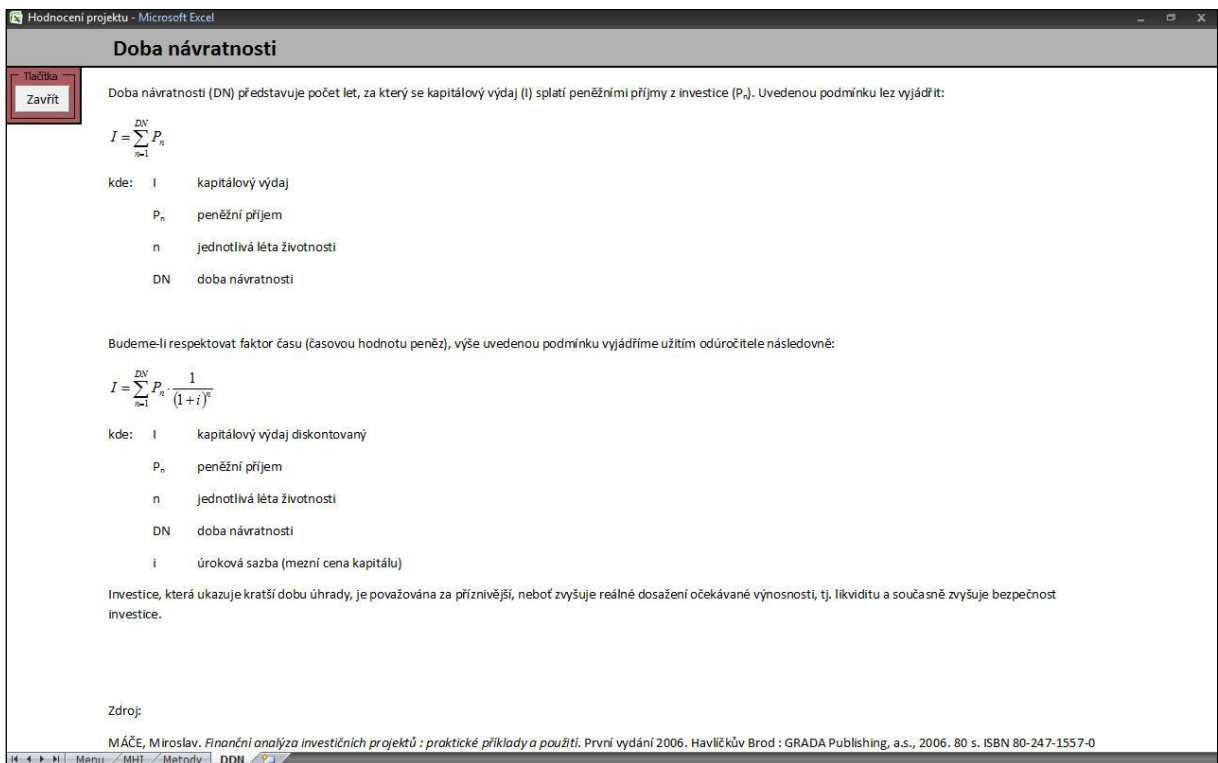 Hodnocení projektu - Microsoft Excel
Doba návratnosti
Tlačítka
Zavřít
Doba návratnosti (DN) představuje počet let, za který se kapitálový výdaj (I) splatí peněžními příjmy z investice (Pₙ). Uvedenou podmínku lez vyjádřit:
I = \sum_{n=1}^{DN} P_n
kde: I kapitálový výdaj
Pₙ peněžní příjem
n jednotlivá léta životnosti
DN doba návratnosti
Budeme-li respektovat faktor času (časovou hodnotu peněz), výše uvedenou podmínku vyjádříme užitím odúročitele následovně:
I = \sum_{n=1}^{DN} P_n \cdot \frac{1}{(1+i)^n}
kde: I kapitálový výdaj diskontovaný
Pₙ peněžní příjem
n jednotlivá léta životnosti
DN doba návratnosti
i úroková sazba (mezní cena kapitálu)
Investice, která ukazuje kratší dobu úhrady, je považována za příznivější, neboť zvyšuje reálné dosažení očekávané výnosnosti, tj. likviditu a současně zvyšuje bezpečnost
investice.
Zdroj:
MÁČE, Miroslav. Finanční analýza investičních projektů : praktické příklady a použití. První vydání 2006. Havlíčkův Brod : GRADA Publishing, a.s., 2006. 80 s. ISBN 80-247-1557-0
Menu MHI Metody DDN